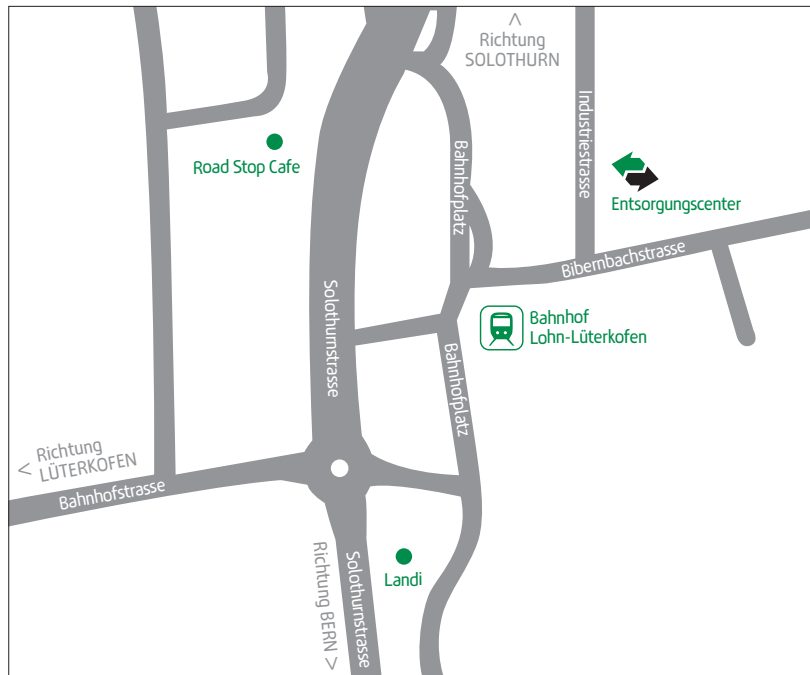 Richtung
SOLOTHURN
Industriestrasse
Bahnhofplatz
Road Stop Cafe
Entsorgungscenter
Bibernbachstrasse
Solothurnstrasse
Bahnhof
Lohn-Lüterkofen
Bahnhofplatz
Richtung
LÜTERKOFEN
Bahnhofstrasse
Richtung BERN
Solothurnstrasse
Landi